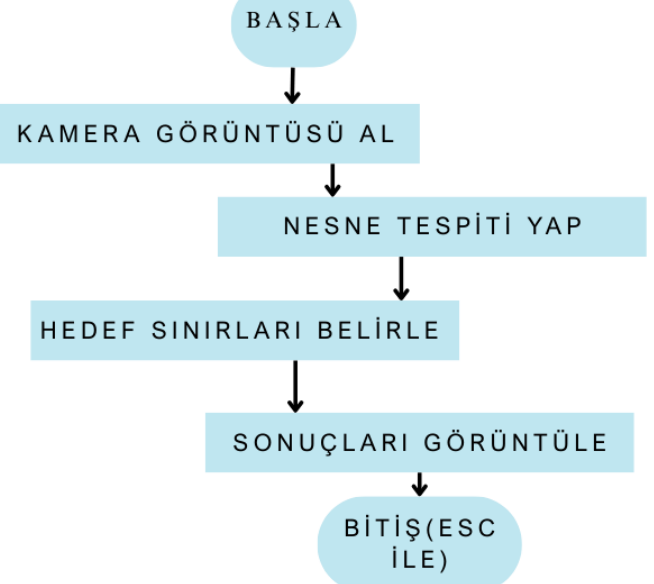 BAŞLA
KAMERA GÖRÜNTÜSÜ AL
NESNE TESPİTİ YAP
HEDEF SINIRLARI BELİRLE
SONUÇLARI GÖRÜNTÜLE
BİTİŞ(ESC
İLE)